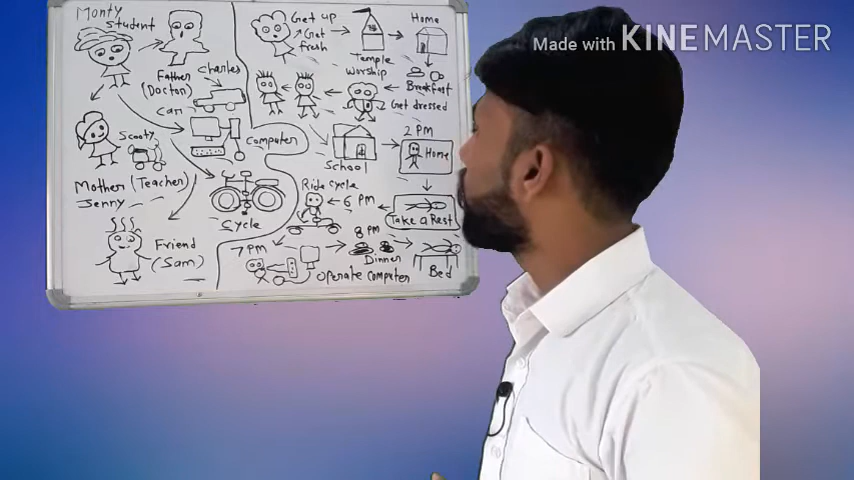 Made with KINEMASTER
Monty
Student
Father
(Doctor)
Charles
Car
Scooty
Computer
Mother (Teacher)
Jenny
Cycle
Friend
(Sam)
Get up
Get
fresh
Temple
worship
Home
Breakfast
Get dressed
School
2 PM
Home
Take a Rest
Ride cycle
6 PM
7 PM
Operate Computer
8 PM
Dinner
Bed